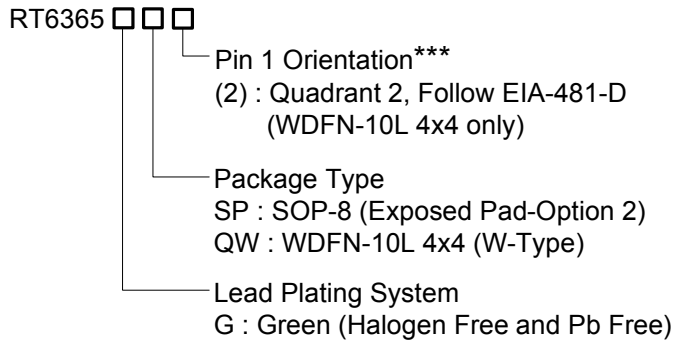 RT6365 □□□
Pin 1 Orientation***
(2) : Quadrant 2, Follow EIA-481-D
(WDFN-10L 4x4 only)
Package Type
SP : SOP-8 (Exposed Pad-Option 2)
QW : WDFN-10L 4x4 (W-Type)
Lead Plating System
G : Green (Halogen Free and Pb Free)